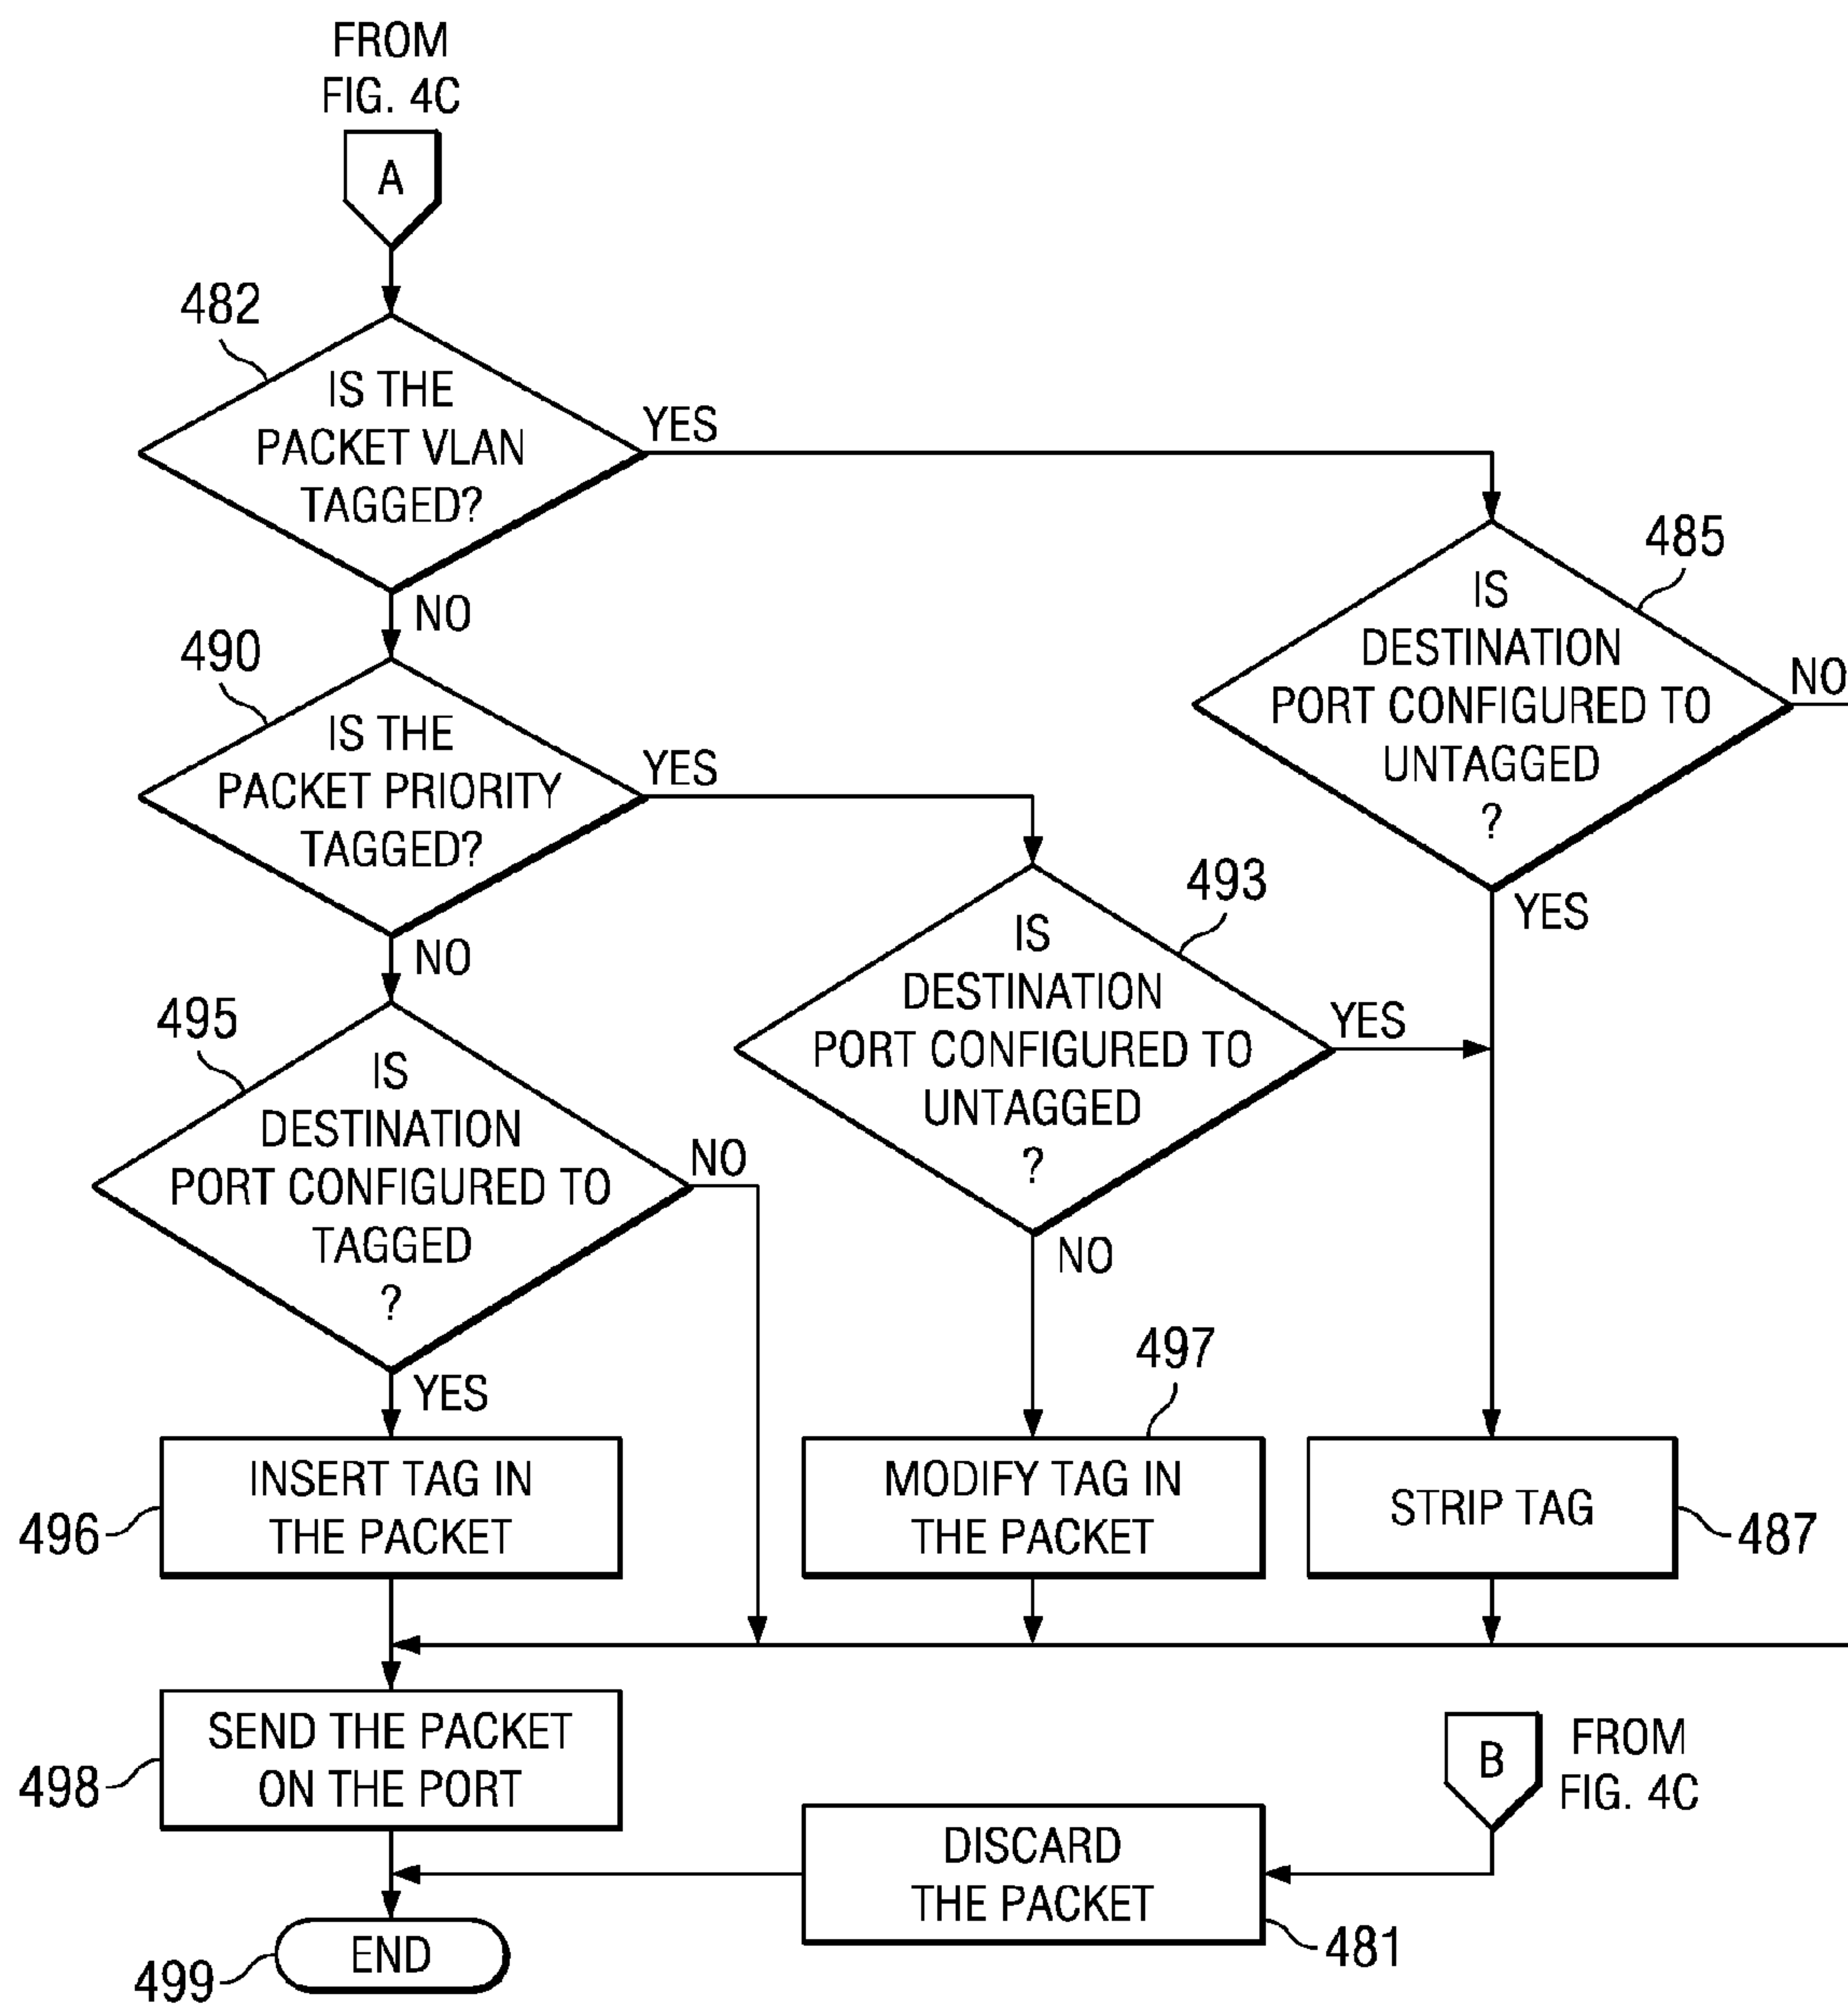 FROM
FIG. 4C
A
482
IS THE
PACKET VLAN
TAGGED?
YES
NO
485
IS
DESTINATION
PORT CONFIGURED TO
UNTAGGED
?
NO
YES
490
IS THE
PACKET PRIORITY
TAGGED?
YES
NO
493
IS
DESTINATION
PORT CONFIGURED TO
UNTAGGED
?
YES
NO
495
IS
DESTINATION
PORT CONFIGURED TO
TAGGED
?
NO
YES
496
INSERT TAG IN
THE PACKET
497
MODIFY TAG IN
THE PACKET
STRIP TAG
487
498
SEND THE PACKET
ON THE PORT
B
FROM
FIG. 4C
DISCARD
THE PACKET
481
END
499